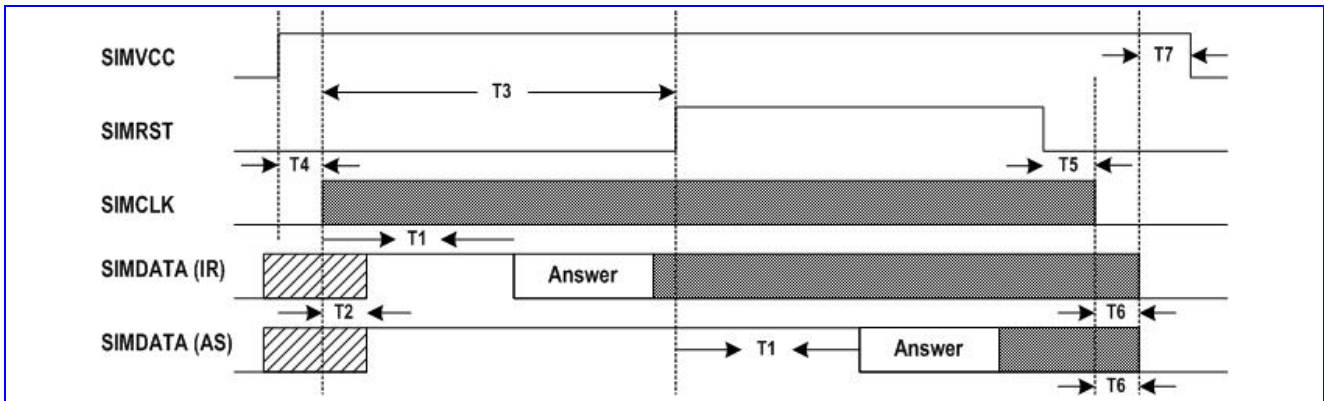 SIMVCC
T7
T3
SIMRST
T4
T5
SIMCLK
T1
SIMDATA (IR)
Answer
T2
T6
SIMDATA (AS)
T1
Answer
T6